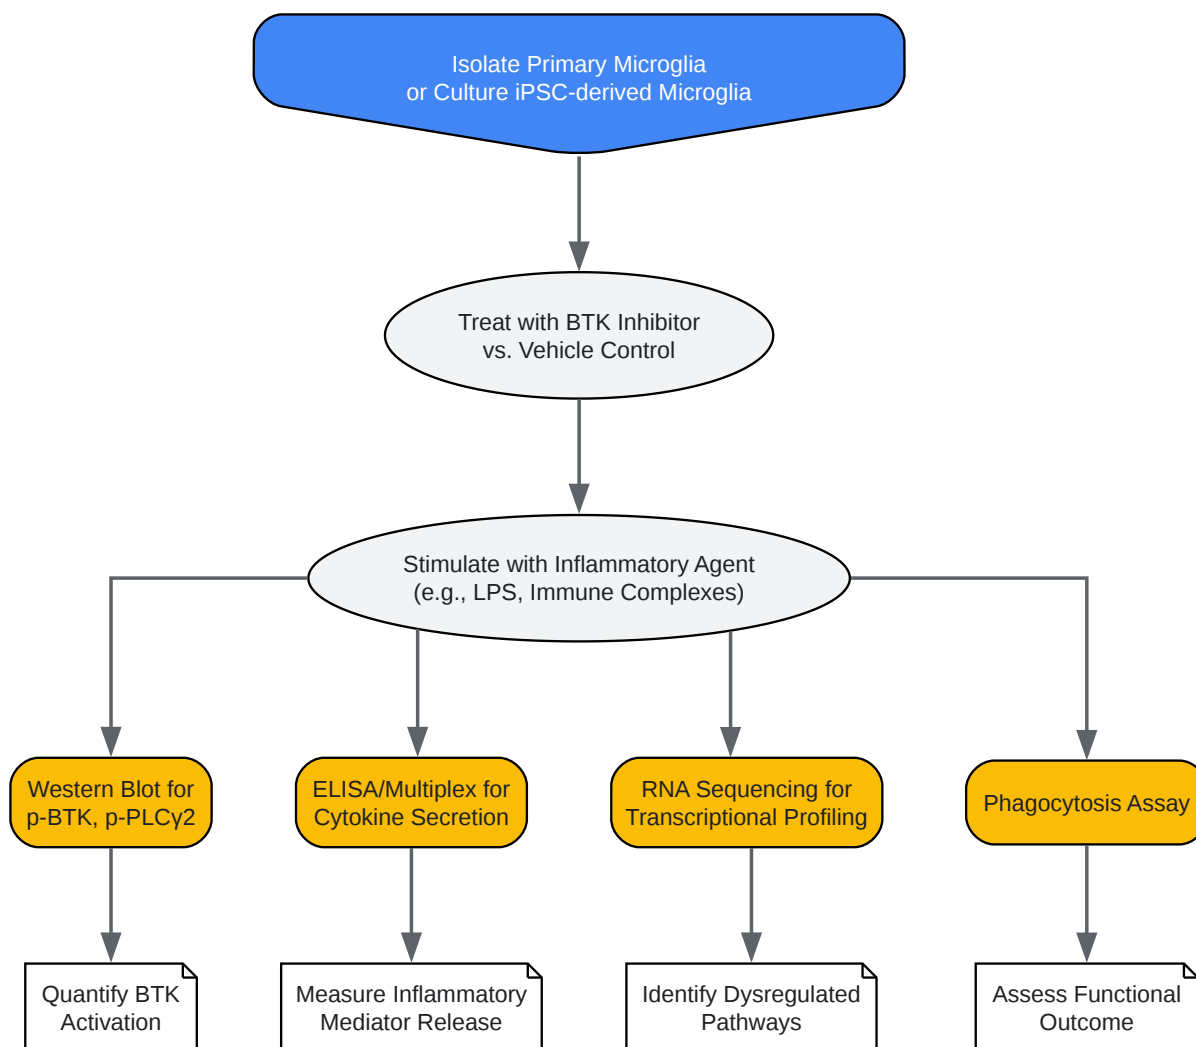 Isolate Primary Microglia
or Culture iPSC-derived Microglia
Treat with BTK Inhibitor
vs. Vehicle Control
Stimulate with Inflammatory Agent
(e.g., LPS, Immune Complexes)
Western Blot for
p-BTK, p-PLCγ2
ELISA/Multiplex for
Cytokine Secretion
RNA Sequencing for
Transcriptional Profiling
Phagocytosis Assay
Quantify BTK
Activation
Measure Inflammatory
Mediator Release
Identify Dysregulated
Pathways
Assess Functional
Outcome